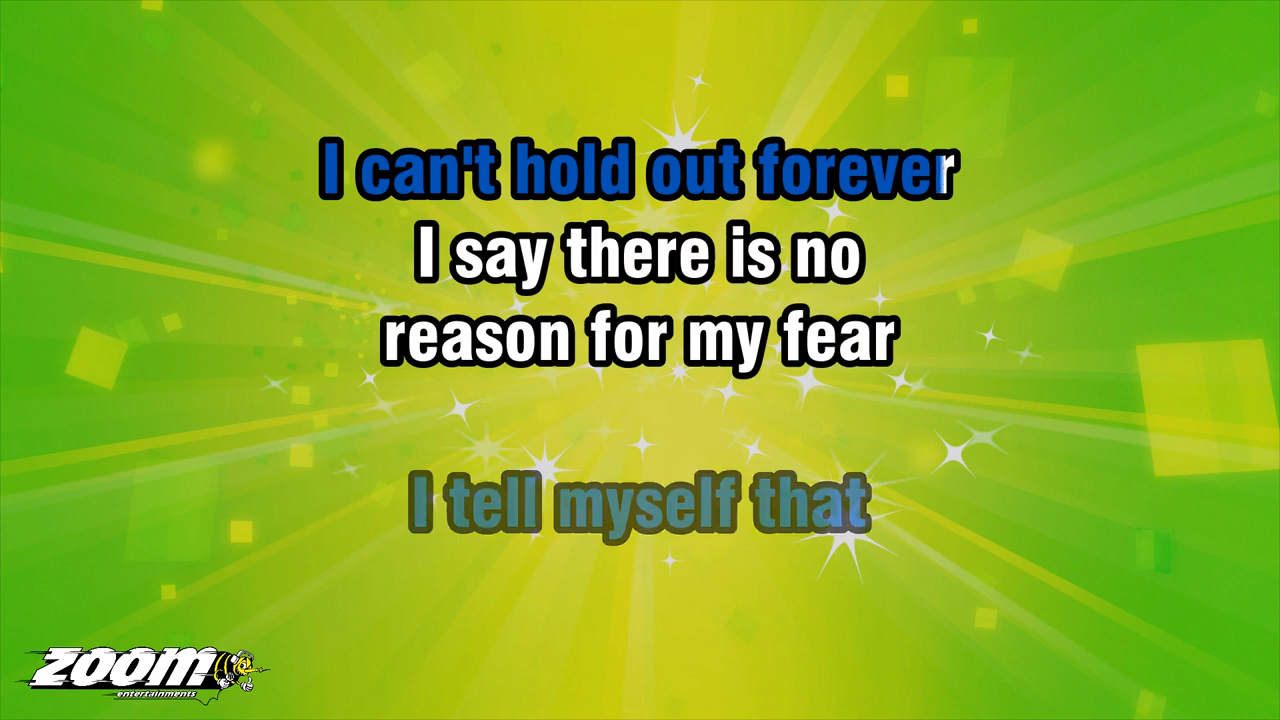 I can't hold out forever
I say there is no
reason for my fear
I tell myself that
zoom
entertainments